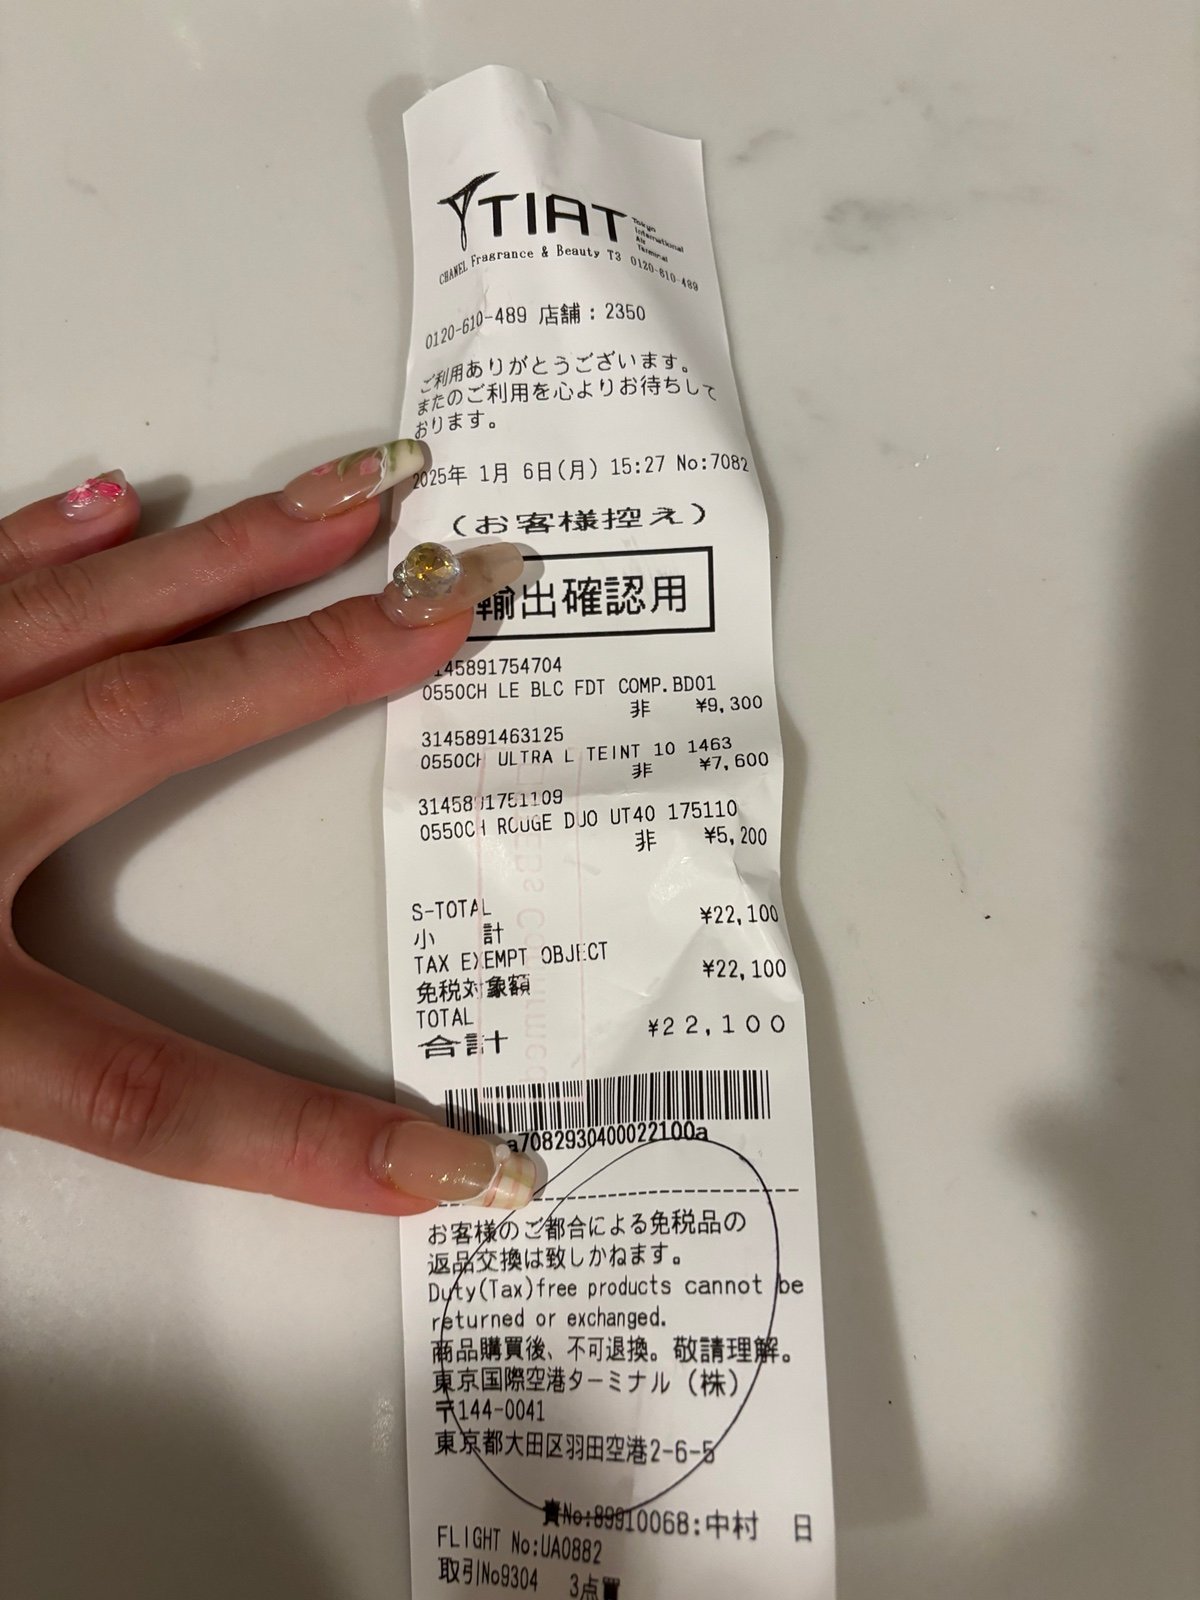 TIAT
Tokyo
International
Air
Terminal
CHANEL Fragrance & Beauty T3 0120-610-489
0120-610-489 店舗：2350
ご利用ありがとうございます。
またのご利用を心よりお待ちして
おります。
2025年 1月 6日(月) 15:27 No:7082
（お客様控え）
輸出確認用
145891754704
0550CH LE BLC FDT COMP.BD01
非 ¥9,300
3145891463125
0550CH ULTRA L TEINT 10 1463
非 ¥7,600
3145891751109
0550CH ROUGE DUO UT40 175110
非 ¥5,200
S-TOTAL
小 計 ¥22,100
TAX EXEMPT OBJECT
免税対象額 ¥22,100
TOTAL
合計 ¥22,100
a7082930400022100a
お客様のご都合による免税品の
返品交換は致しかねます。
Duty(Tax)free products cannot be
returned or exchanged.
商品購買後、不可退換。敬請理解。
東京国際空港ターミナル（株）
〒144-0041
東京都大田区羽田空港2-6-5
責No:89910068:中村 日
FLIGHT No:UA0882
取引No9304 3点買